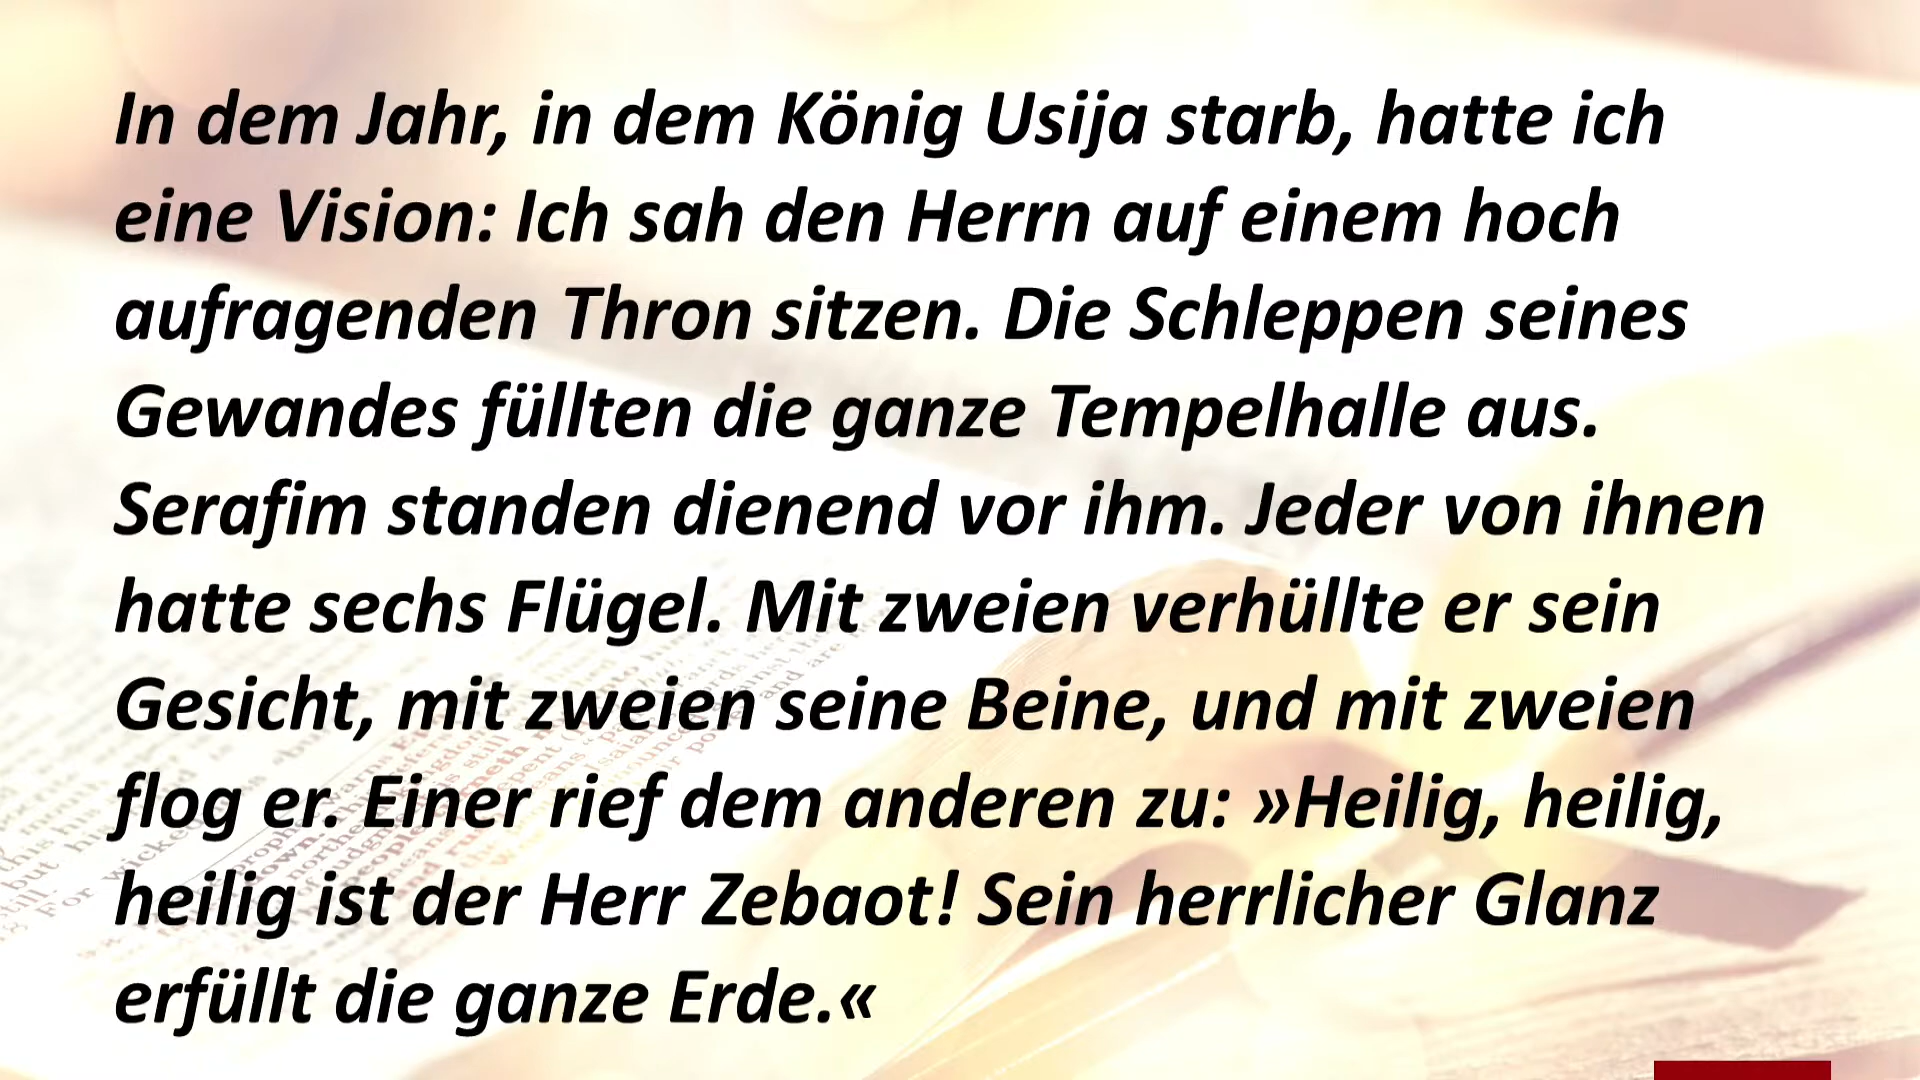 In dem Jahr, in dem König Usija starb, hatte ich
eine Vision: Ich sah den Herrn auf einem hoch
aufragenden Thron sitzen. Die Schleppen seines
Gewandes füllten die ganze Tempelhalle aus.
Serafim standen dienend vor ihm. Jeder von ihnen
hatte sechs Flügel. Mit zweien verhüllte er sein
Gesicht, mit zweien seine Beine, und mit zweien
flog er. Einer rief dem anderen zu: »Heilig, heilig,
heilig ist der Herr Zebaot! Sein herrlicher Glanz
erfüllt die ganze Erde.«